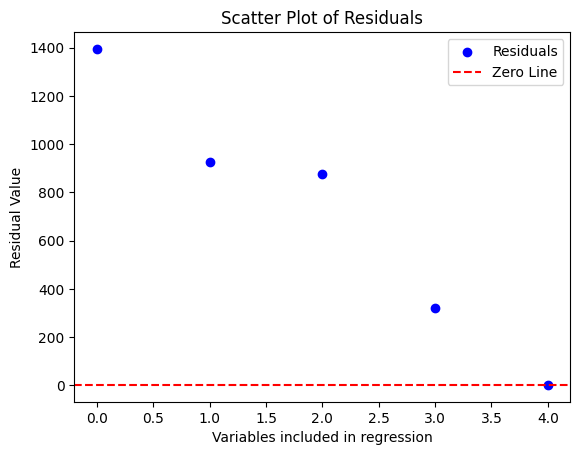 Scatter Plot of Residuals
Residuals
Zero Line
1400
1200
1000
800
600
400
200
0
Residual Value
0.0 0.5 1.0 1.5 2.0 2.5 3.0 3.5 4.0
Variables included in regression